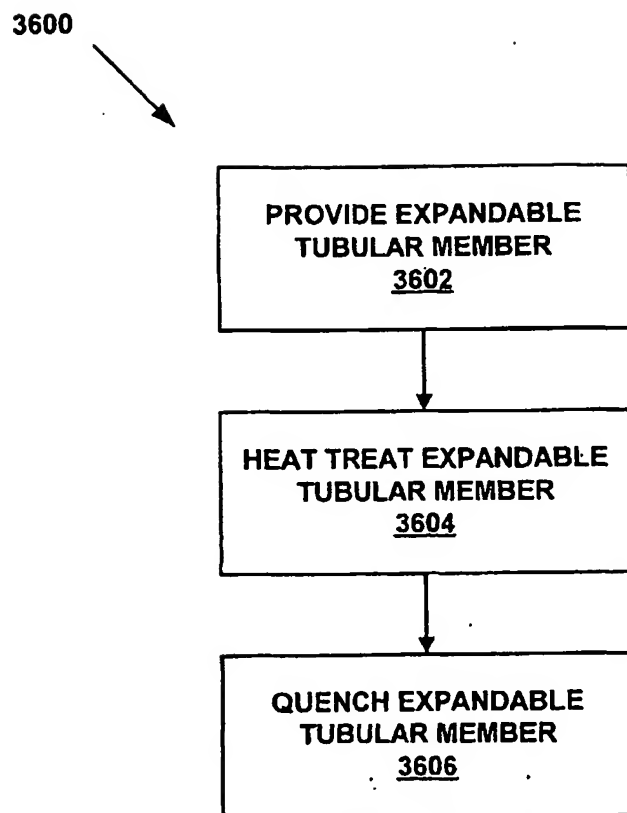 3600
PROVIDE EXPANDABLE
TUBULAR MEMBER
3602
HEAT TREAT EXPANDABLE
TUBULAR MEMBER
3604
QUENCH EXPANDABLE
TUBULAR MEMBER
3606